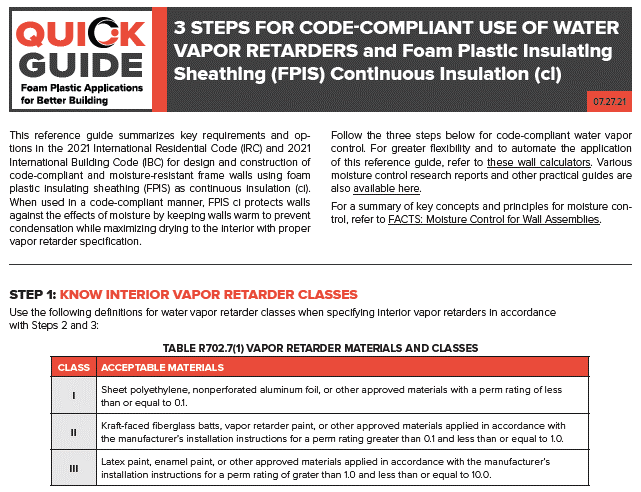 QUICK
GUIDE
Foam Plastic Applications
for Better Building
3 STEPS FOR CODE-COMPLIANT USE OF WATER
VAPOR RETARDERS and Foam Plastic Insulating
Sheathing (FPIS) Continuous Insulation (ci)
07.27.21
This reference guide summarizes key requirements and op-
tions in the 2021 International Residential Code (IRC) and 2021
International Building Code (IBC) for design and construction of
code-compliant and moisture-resistant frame walls using foam
plastic insulating sheathing (FPIS) as continuous insulation (ci).
When used in a code-compliant manner, FPIS ci protects walls
against the effects of moisture by keeping walls warm to prevent
condensation while maximizing drying to the interior with proper
vapor retarder specification.
Follow the three steps below for code-compliant water vapor
control. For greater flexibility and to automate the application
of this reference guide, refer to these wall calculators. Various
moisture control research reports and other practical guides are
also available here.
For a summary of key concepts and principles for moisture con-
trol, refer to FACTS: Moisture Control for Wall Assemblies.
STEP 1: KNOW INTERIOR VAPOR RETARDER CLASSES
Use the following definitions for water vapor retarder classes when specifying interior vapor retarders in accordance
with Steps 2 and 3:
TABLE R702.7(1) VAPOR RETARDER MATERIALS AND CLASSES
CLASS ACCEPTABLE MATERIALS
I Sheet polyethylene, nonperforated aluminum foil, or other approved materials with a perm rating of less
than or equal to 0.1.
II Kraft-faced fiberglass batts, vapor retarder paint, or other approved materials applied in accordance with
the manufacturer's installation instructions for a perm rating greater than 0.1 and less than or equal to 1.0.
III Latex paint, enamel paint, or other approved materials applied in accordance with the manufacturer's
installation instructions for a perm rating of grater than 1.0 and less than or equal to 10.0.